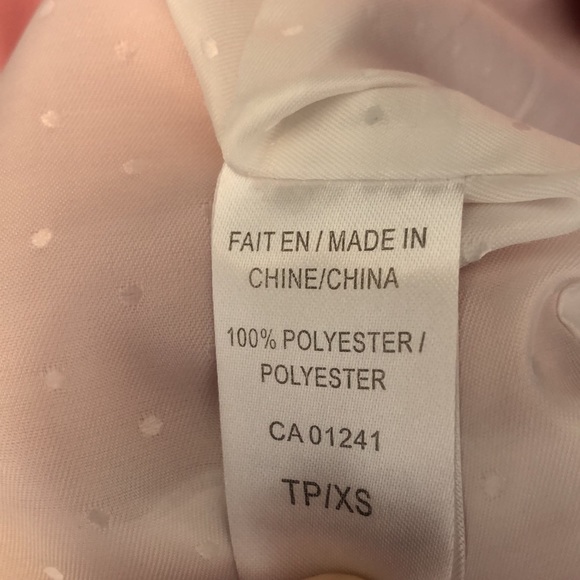 FAIT EN / MADE IN
CHINE/CHINA
100% POLYESTER /
POLYESTER
CA 01241
TP/XS